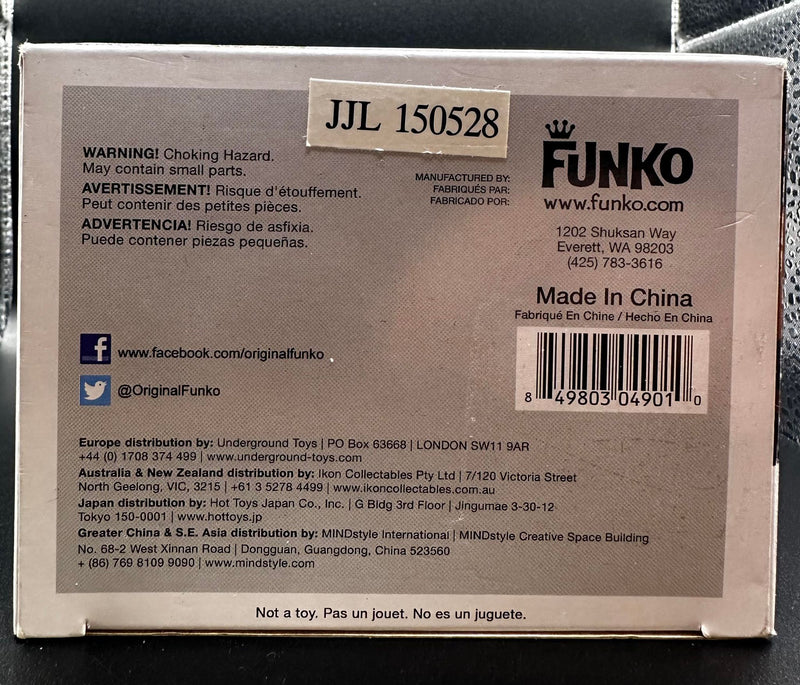 JJL 150528
WARNING! Choking Hazard.
May contain small parts.
AVERTISSEMENT! Risque d'étouffement.
Peut contenir des petites pièces.
ADVERTENCIA! Riesgo de asfixia.
Puede contener piezas pequeñas.
MANUFACTURED BY:
FABRIQUÉS PAR:
FABRICADO POR:
FUNKO
www.funko.com
1202 Shuksan Way
Everett, WA 98203
(425) 783-3616
Made In China
Fabriqué En Chine / Hecho En China
8 49803 04901 0
f www.facebook.com/originalfunko
@OriginalFunko
Europe distribution by: Underground Toys | PO Box 63668 | LONDON SW11 9AR
+44 (0) 1708 374 499 | www.underground-toys.com
Australia & New Zealand distribution by: Ikon Collectables Pty Ltd | 7/120 Victoria Street
North Geelong, VIC, 3215 | +61 3 5278 4499 | www.ikoncollectables.com.au
Japan distribution by: Hot Toys Japan Co., Inc. | G Bldg 3rd Floor | Jingumae 3-30-12
Tokyo 150-0001 | www.hottoys.jp
Greater China & S.E. Asia distribution by: MINDstyle International | MINDstyle Creative Space Building
No. 68-2 West Xinnan Road | Dongguan, Guangdong, China 523560
+ (86) 769 8109 9090 | www.mindstyle.com
Not a toy. Pas un jouet. No es un juguete.